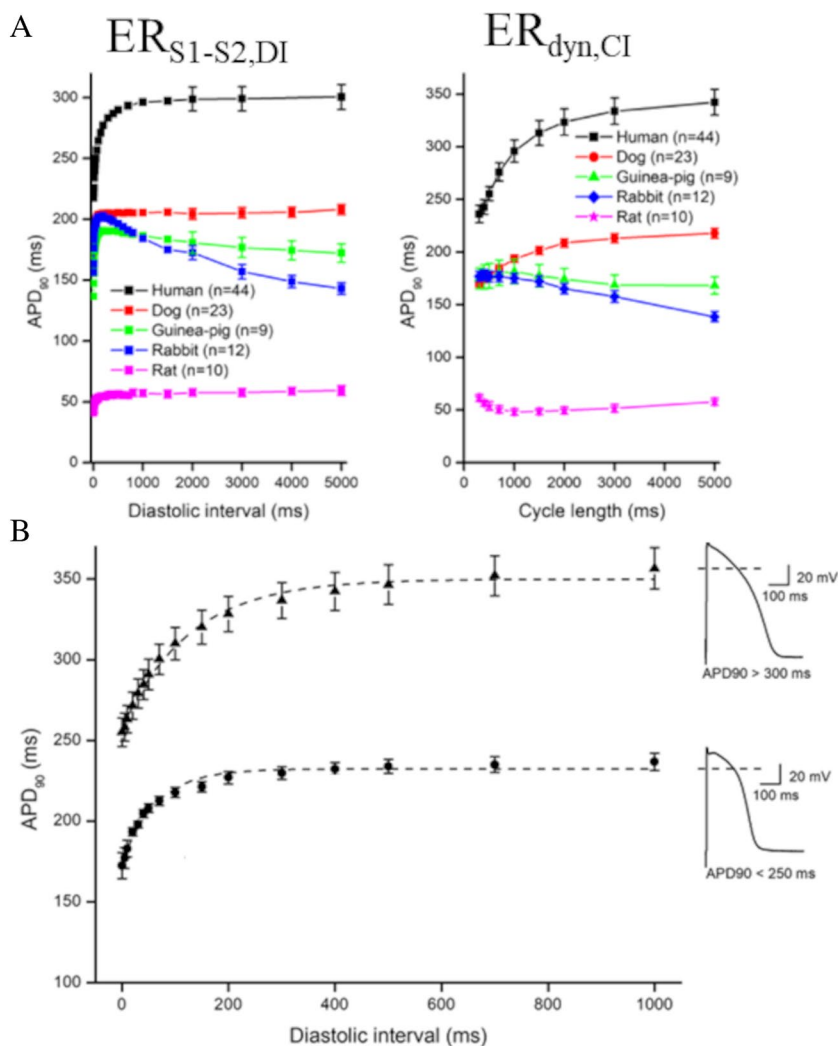 A
ER S1-S2,DI
ER dyn,CI
300
250
200
150
100
50
0
APD90 (ms)
Human (n=44)
Dog (n=23)
Guinea-pig (n=9)
Rabbit (n=12)
Rat (n=10)
0 1000 2000 3000 4000 5000
Diastolic interval (ms)
350
300
250
200
150
100
50
0
APD90 (ms)
Human (n=44)
Dog (n=23)
Guinea-pig (n=9)
Rabbit (n=12)
Rat (n=10)
0 1000 2000 3000 4000 5000
Cycle length (ms)
B
350
300
250
200
150
100
APD90 (ms)
0 200 400 600 800 1000
Diastolic interval (ms)
20 mV
100 ms
APD90 > 300 ms
20 mV
100 ms
APD90 < 250 ms